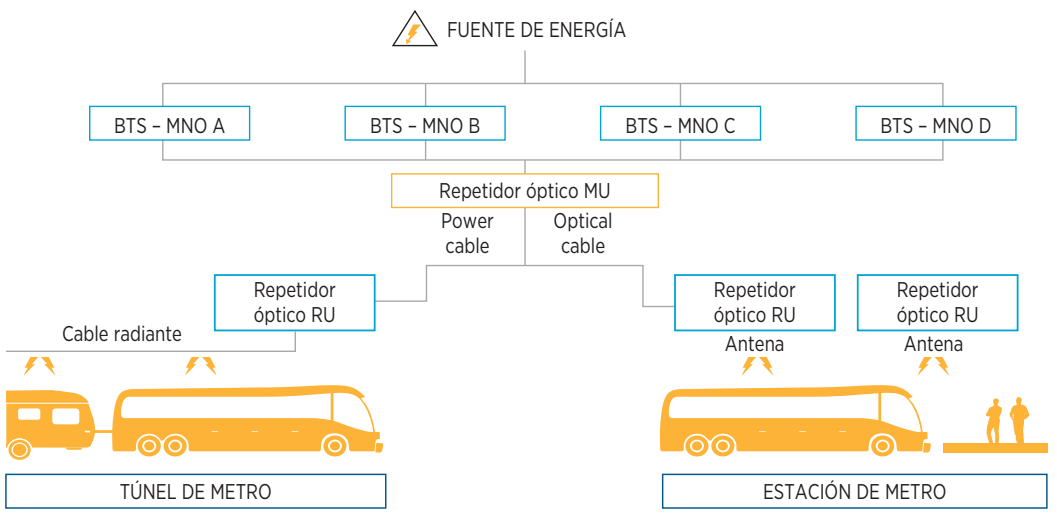 FUENTE DE ENERGÍA
BTS – MNO A
BTS – MNO B
BTS – MNO C
BTS – MNO D
Repetidor óptico MU
Power
cable
Optical
cable
Repetidor
óptico RU
Repetidor
óptico RU
Repetidor
óptico RU
Cable radiante
Antena
Antena
TÚNEL DE METRO
ESTACIÓN DE METRO